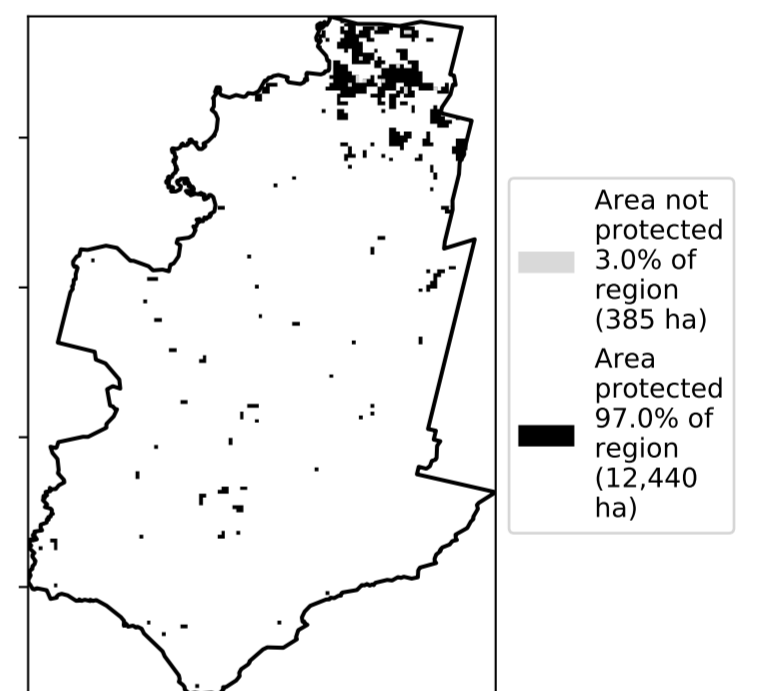 Area not
protected
3.0% of
region
(385 ha)
Area
protected
97.0% of
region
(12,440
ha)